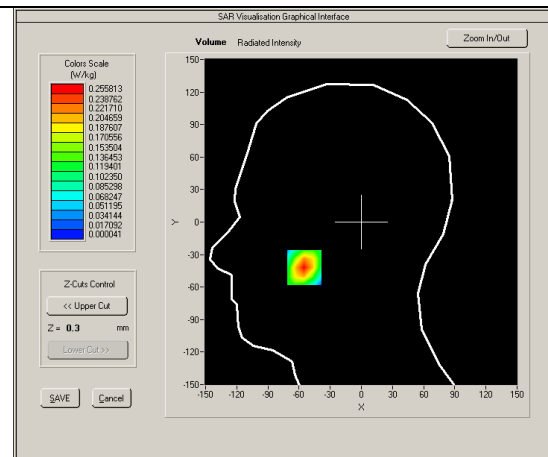 SAR Visualisation Graphical Interface
Volume Radiated Intensity
Zoom In/Out
Colors Scale
(W/kg)
0.255813
0.238762
0.221710
0.204659
0.187607
0.170556
0.153504
0.136453
0.119401
0.102350
0.085298
0.068247
0.051195
0.034144
0.017092
0.000041
Z-Cuts Control
<< Upper Cut
Z = 0.3 mm
Lower Cut >>
SAVE Cancel
150
120
90
60
30
0
-30
-60
-90
-120
-150
Y
-150 -120 -90 -60 -30 0 30 60 90 120 150
X